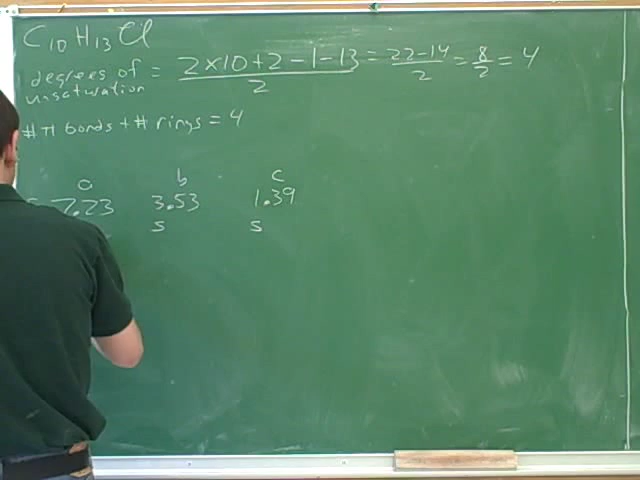 C10H13Cl
degrees of unsaturation = 2×10+2-1-13 / 2 = 22-14 / 2 = 8/2 = 4
# π bonds + # rings = 4
a b c
7.23 3.53 1.39
s s